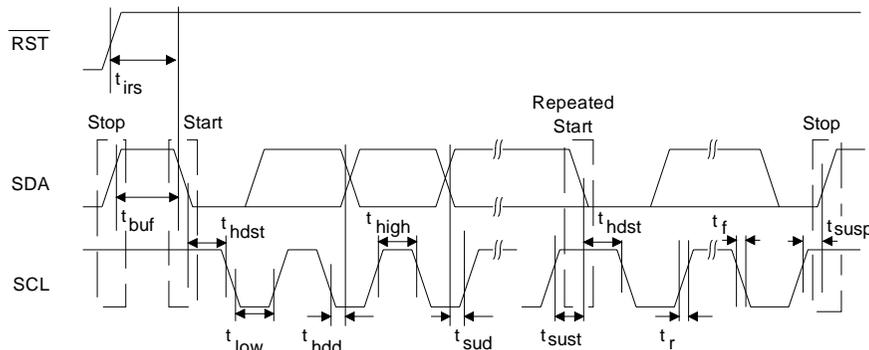 RST
t irs
Repeated
Stop
Start
Start
Stop
SDA
t buf
t hdst
t high
t hdst
t f
t susp
SCL
t low
t hdd
t sud
t sust
t r